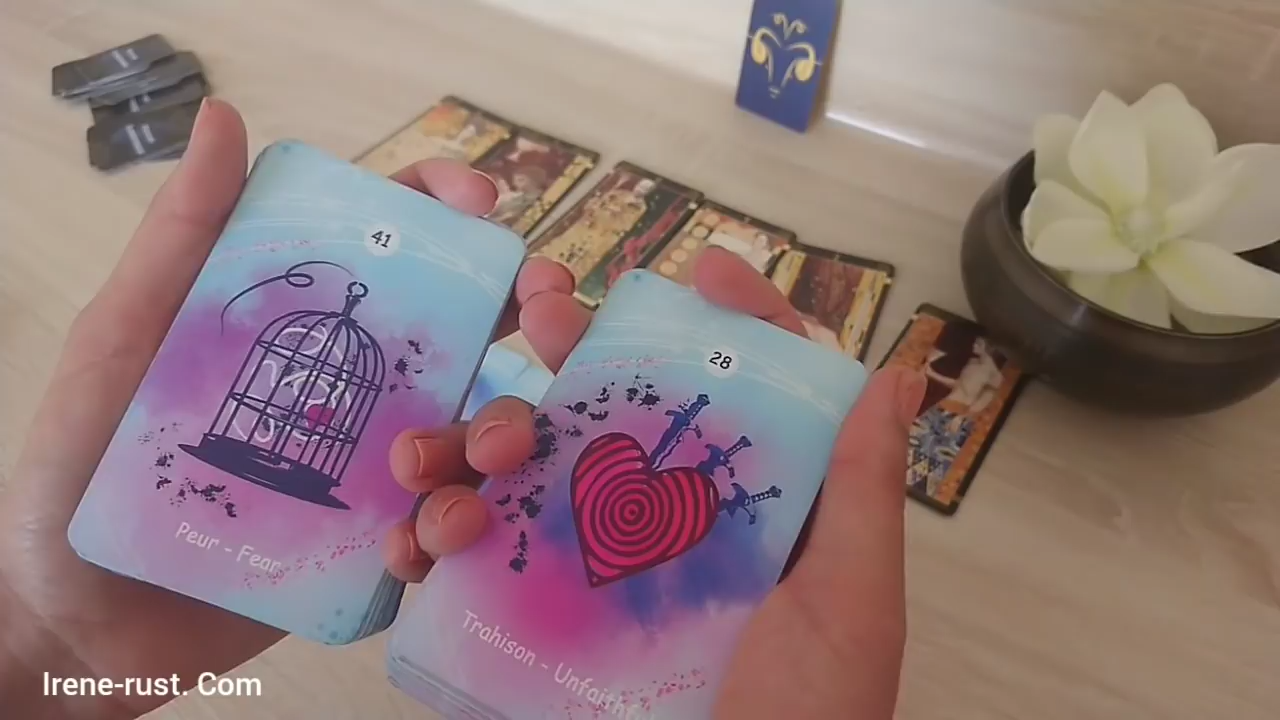 41
Peur - Fear
28
Trahison - Unfaithf
Irene-rust. Com